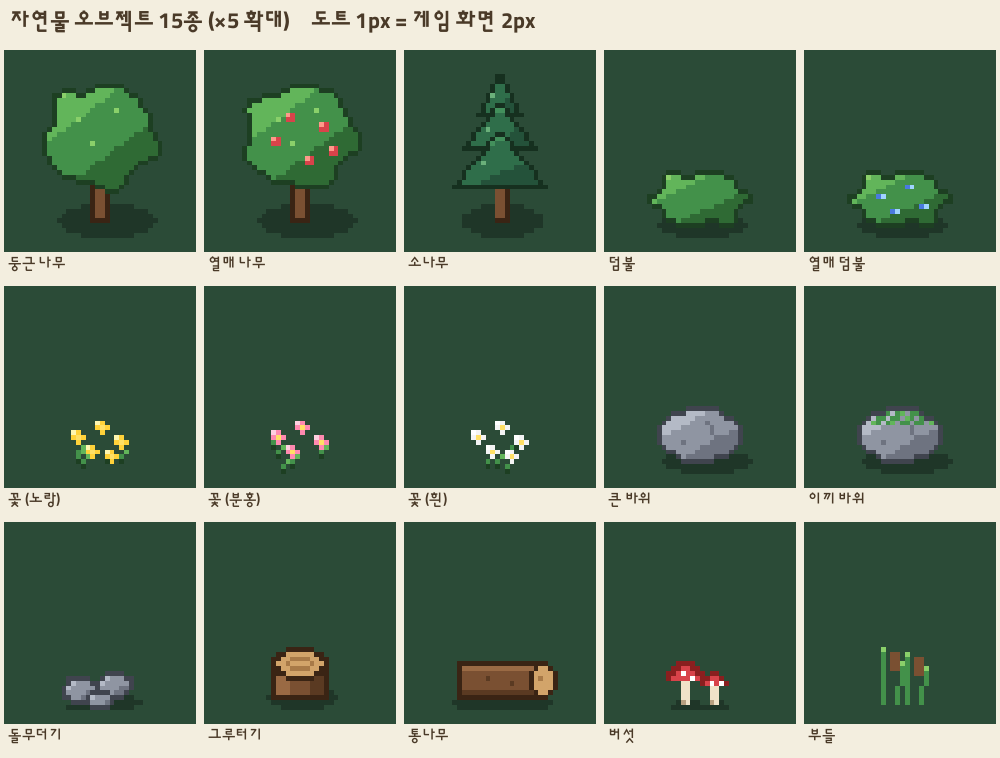 자연물 오브젝트 15종 (×5 확대) 도트 1px = 게임 화면 2px
둥근 나무
열매 나무
소나무
덤불
열매 덤불
꽃 (노랑)
꽃 (분홍)
꽃 (흰)
큰 바위
이끼 바위
돌무더기
그루터기
통나무
버섯
부들